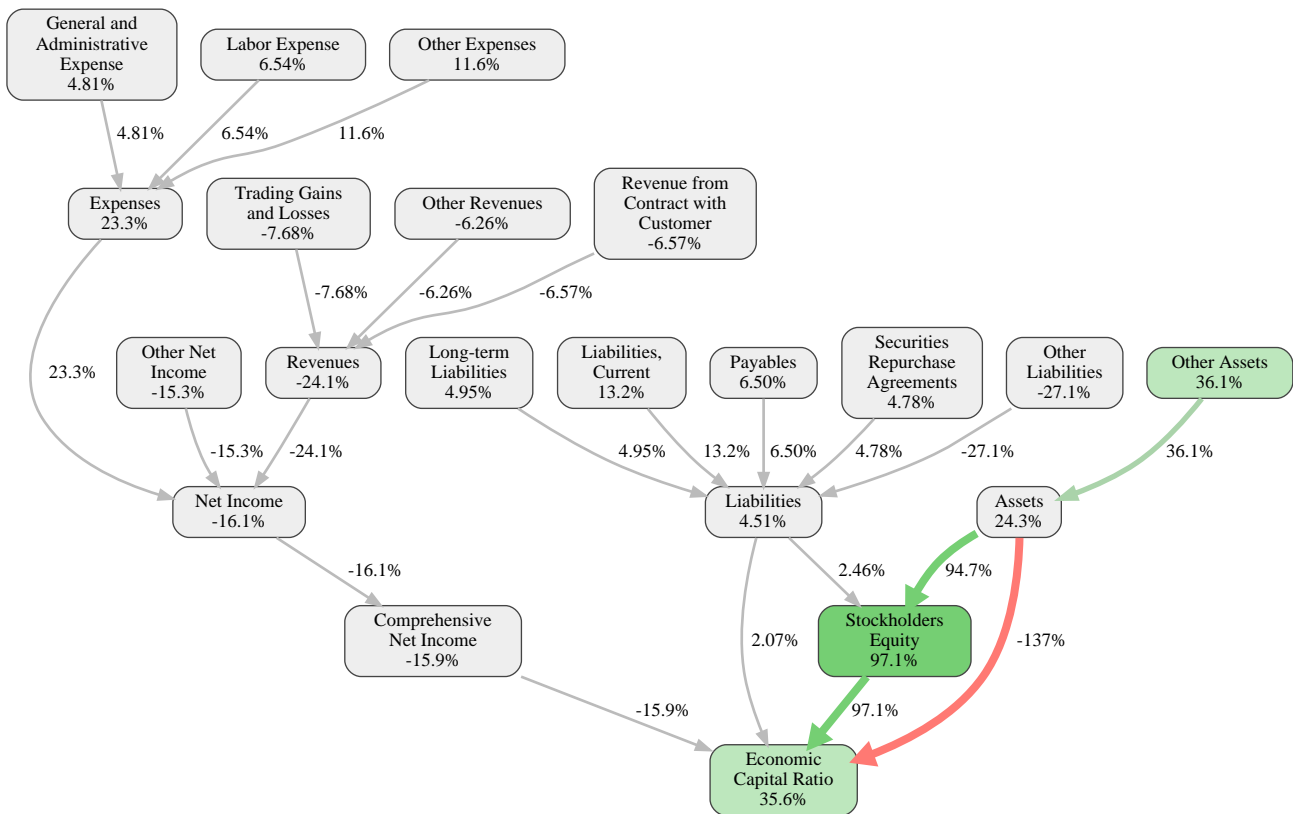 General and
Administrative
Expense
4.81%
Labor Expense
6.54%
Other Expenses
11.6%
4.81%
6.54%
11.6%
Expenses
23.3%
Trading Gains
and Losses
-7.68%
Other Revenues
-6.26%
Revenue from
Contract with
Customer
-6.57%
-7.68%
-6.26%
-6.57%
23.3%
Other Net
Income
-15.3%
Revenues
-24.1%
Long-term
Liabilities
4.95%
Liabilities,
Current
13.2%
Payables
6.50%
Securities
Repurchase
Agreements
4.78%
Other
Liabilities
-27.1%
Other Assets
36.1%
-15.3%
-24.1%
4.95%
13.2%
6.50%
4.78%
-27.1%
36.1%
Net Income
-16.1%
Liabilities
4.51%
Assets
24.3%
-16.1%
2.46%
94.7%
Comprehensive
Net Income
-15.9%
2.07%
Stockholders
Equity
97.1%
-137%
-15.9%
97.1%
Economic
Capital Ratio
35.6%